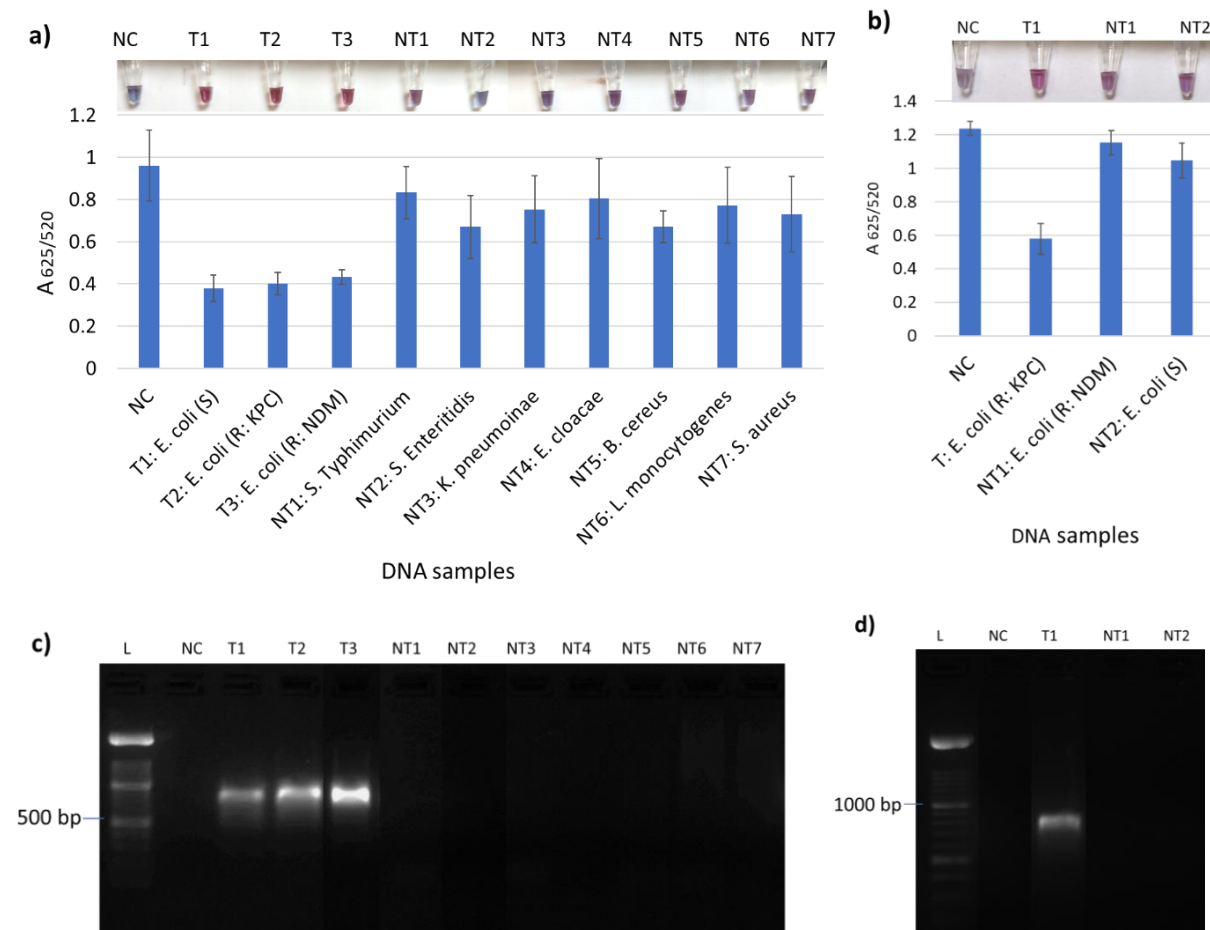 a)
NC T1 T2 T3 NT1 NT2 NT3 NT4 NT5 NT6 NT7
1.2
1
0.8
0.6
0.4
0.2
0
A 625/520
NC
T1: E. coli (S)
T2: E. coli (R: KPC)
T3: E. coli (R: NDM)
NT1: S. Typhimurium
NT2: S. Enteritidis
NT3: K. pneumoinae
NT4: E. cloacae
NT5: B. cereus
NT6: L. monocytogenes
NT7: S. aureus
DNA samples
b)
NC T1 NT1 NT2
1.4
1.2
1
0.8
0.6
0.4
0.2
0
A 625/520
NC
T: E. coli (R: KPC)
NT1: E. coli (R: NDM)
NT2: E. coli (S)
DNA samples
c)
L NC T1 T2 T3 NT1 NT2 NT3 NT4 NT5 NT6 NT7
500 bp
d)
L NC T1 NT1 NT2
1000 bp